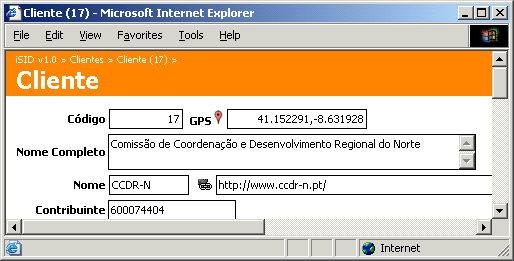 Cliente (17) - Microsoft Internet Explorer
File Edit View Favorites Tools Help
iSID v1.0 > Clientes > Cliente (17) >
Cliente
Código 17 GPS 41.152291,-8.631928
Nome Completo Comissão de Coordenação e Desenvolvimento Regional do Norte
Nome CCDR-N http://www.ccdr-n.pt/
Contribuinte 600074404
Internet